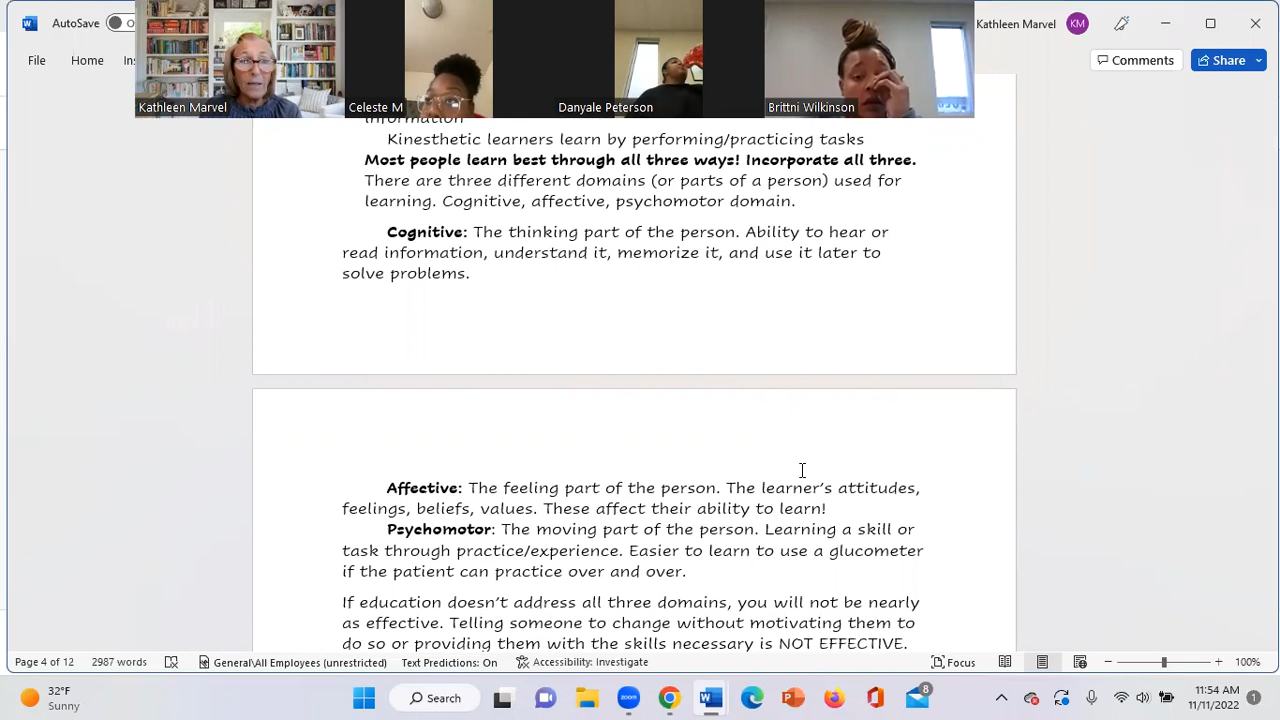 AutoSave
Kathleen Marvel
KM
File
Home
Comments
Share
Kathleen Marvel
Celeste M
Danyale Peterson
Brittni Wilkinson
information
Kinesthetic learners learn by performing/practicing tasks
Most people learn best through all three ways! Incorporate all three.
There are three different domains (or parts of a person) used for
learning. Cognitive, affective, psychomotor domain.
Cognitive: The thinking part of the person. Ability to hear or
read information, understand it, memorize it, and use it later to
solve problems.
Affective: The feeling part of the person. The learner's attitudes,
feelings, beliefs, values. These affect their ability to learn!
Psychomotor: The moving part of the person. Learning a skill or
task through practice/experience. Easier to learn to use a glucometer
if the patient can practice over and over.
If education doesn't address all three domains, you will not be nearly
as effective. Telling someone to change without motivating them to
do so or providing them with the skills necessary is NOT EFFECTIVE.
Page 4 of 12
2987 words
General\All Employees (unrestricted)
Text Predictions: On
Accessibility: Investigate
Focus
100%
32°F
Sunny
Search
8
11:54 AM
11/11/2022
1